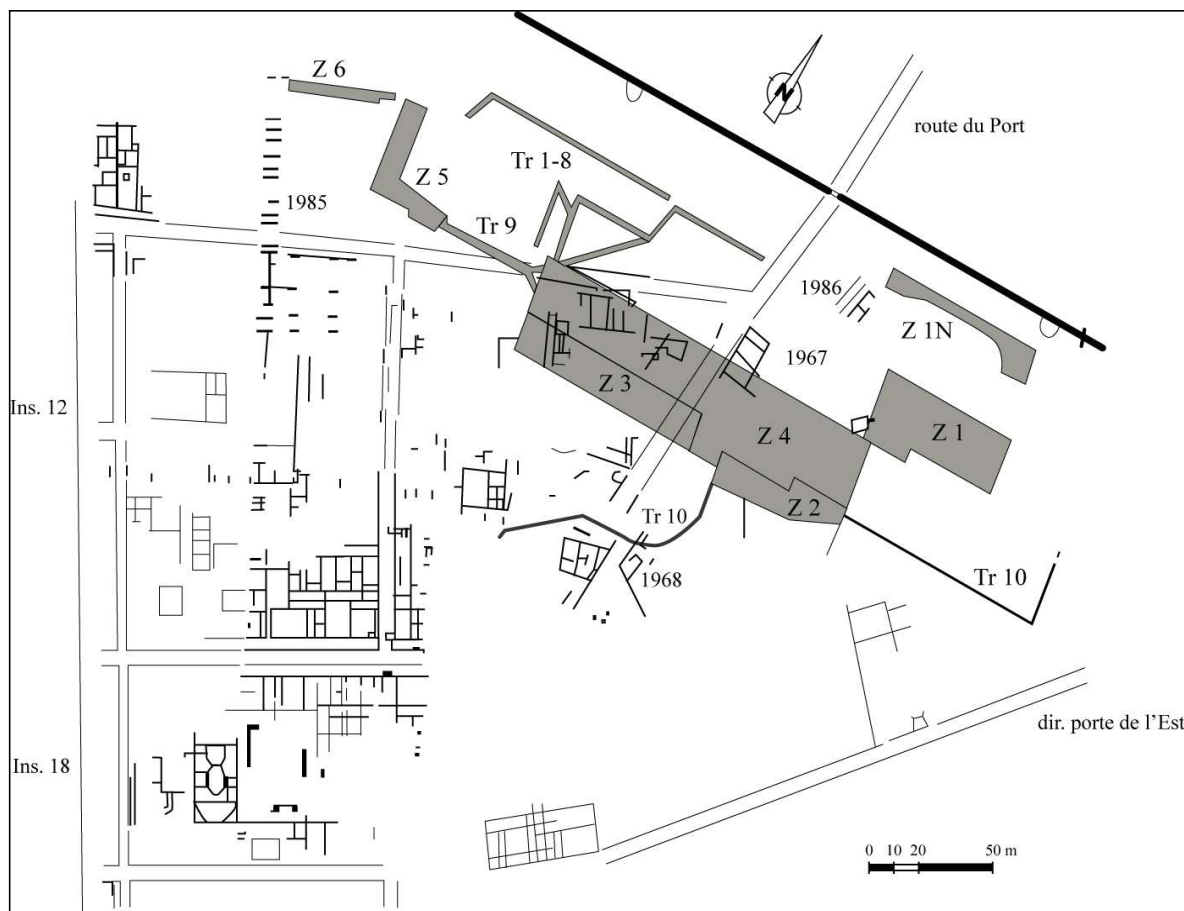 Z 6
N
route du Port
Tr 1-8
Z 5
1985
Tr 9
1986
Z 1N
1967
Z 3
Ins. 12
Z 4
Z 1
Z 2
Tr 10
1968
Tr 10
dir. porte de l'Est
Ins. 18
0 10 20 50 m